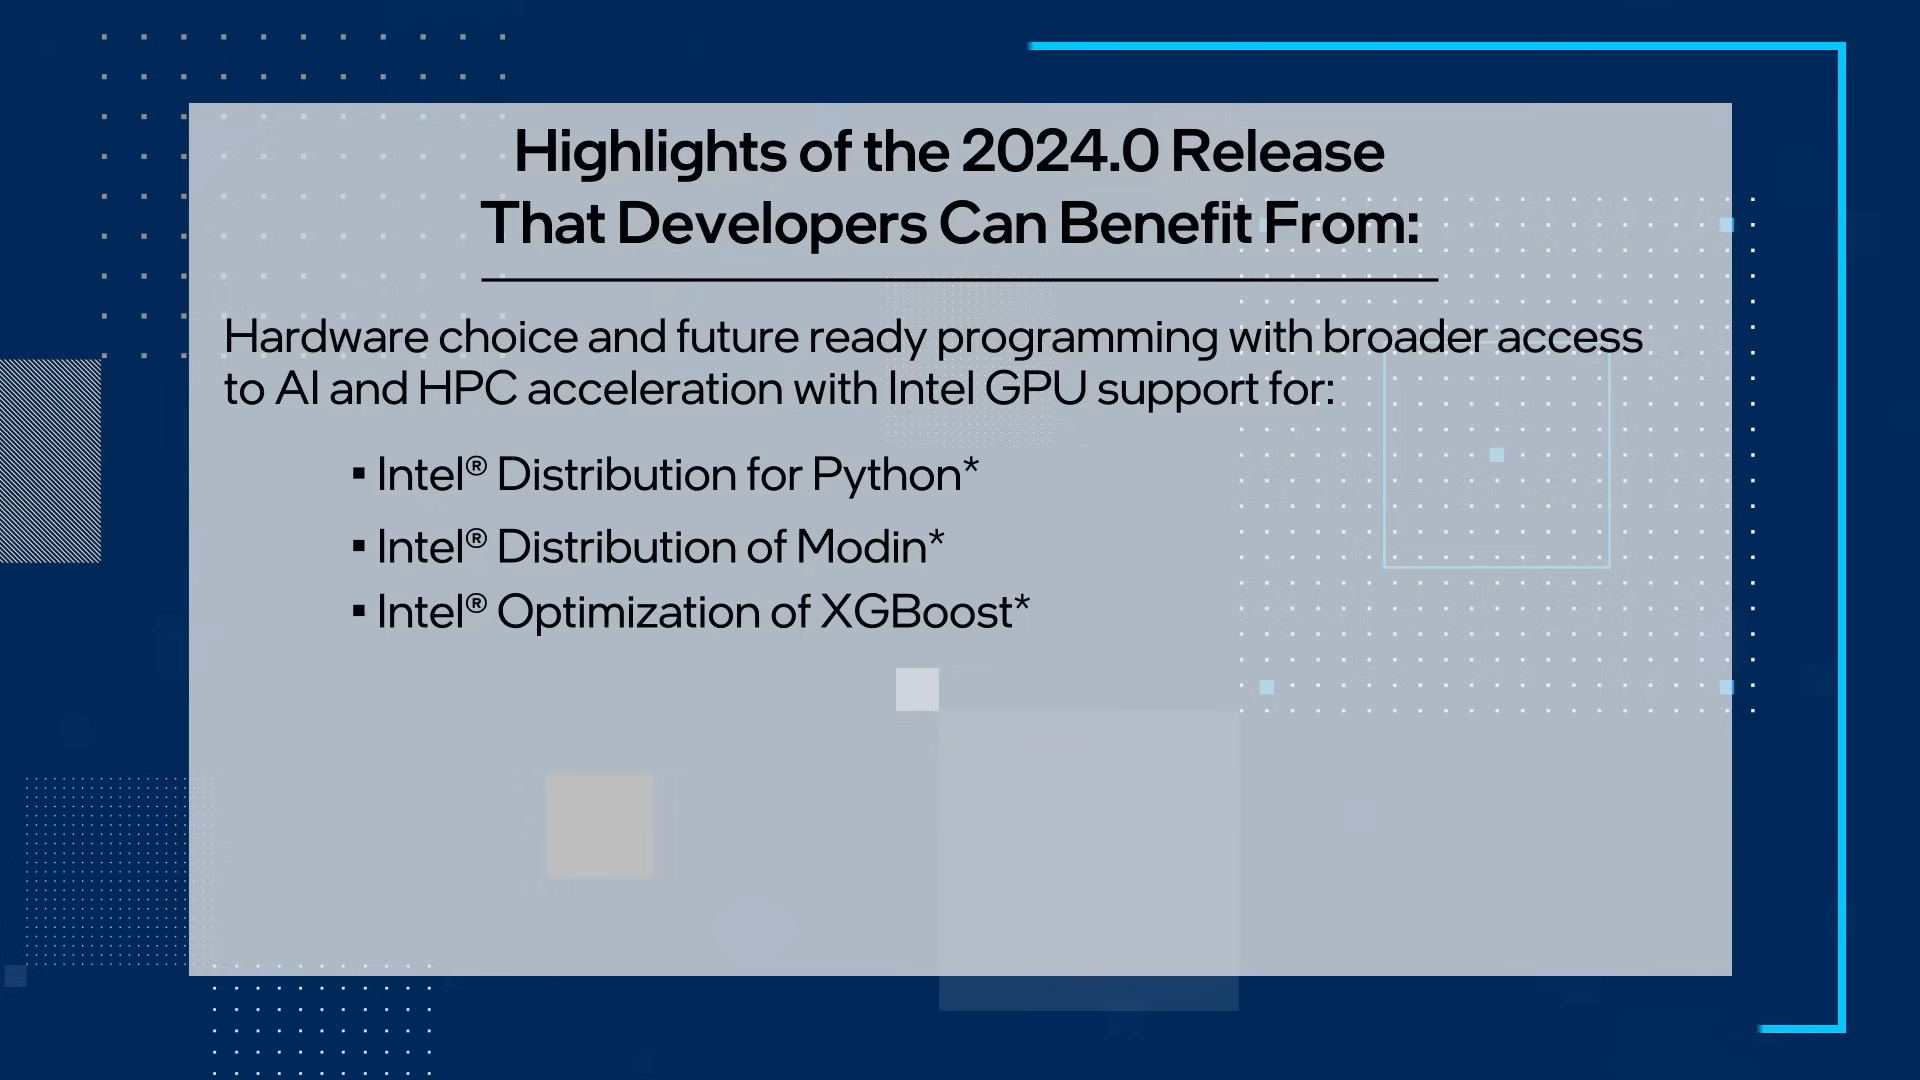 Highlights of the 2024.0 Release
That Developers Can Benefit From:
Hardware choice and future ready programming with broader access
to AI and HPC acceleration with Intel GPU support for:
▪ Intel® Distribution for Python*
▪ Intel® Distribution of Modin*
▪ Intel® Optimization of XGBoost*